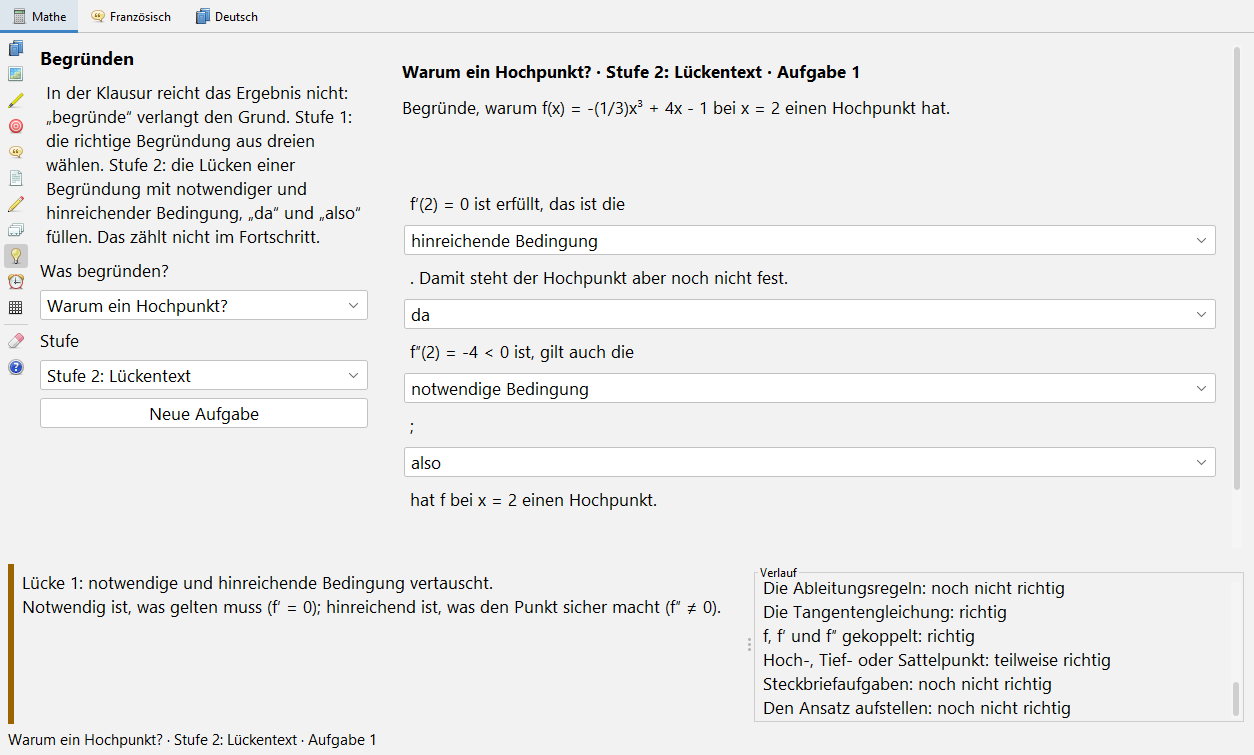 Mathe
Französisch
Deutsch
Begründen
In der Klausur reicht das Ergebnis nicht:
„begründe“ verlangt den Grund. Stufe 1:
die richtige Begründung aus dreien
wählen. Stufe 2: die Lücken einer
Begründung mit notwendiger und
hinreichender Bedingung, „da“ und „also“
füllen. Das zählt nicht im Fortschritt.
Was begründen?
Warum ein Hochpunkt?
Stufe
Stufe 2: Lückentext
Neue Aufgabe
Warum ein Hochpunkt? · Stufe 2: Lückentext · Aufgabe 1
Begründe, warum f(x) = -(1/3)x³ + 4x - 1 bei x = 2 einen Hochpunkt hat.
f′(2) = 0 ist erfüllt, das ist die
hinreichende Bedingung
. Damit steht der Hochpunkt aber noch nicht fest.
da
f″(2) = -4 < 0 ist, gilt auch die
notwendige Bedingung
;
also
hat f bei x = 2 einen Hochpunkt.
Lücke 1: notwendige und hinreichende Bedingung vertauscht.
Notwendig ist, was gelten muss (f′ = 0); hinreichend ist, was den Punkt sicher macht (f″ ≠ 0).
Verlauf
Die Ableitungsregeln: noch nicht richtig
Die Tangentengleichung: richtig
f, f′ und f″ gekoppelt: richtig
Hoch-, Tief- oder Sattelpunkt: teilweise richtig
Steckbriefaufgaben: noch nicht richtig
Den Ansatz aufstellen: noch nicht richtig
Warum ein Hochpunkt? · Stufe 2: Lückentext · Aufgabe 1